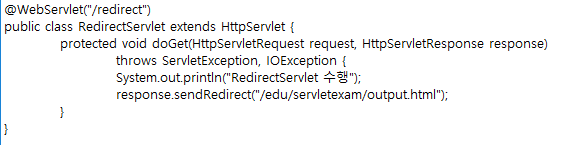 @WebServlet("/redirect")
public class RedirectServlet extends HttpServlet {
protected void doGet(HttpServletRequest request, HttpServletResponse response)
throws ServletException, IOException {
System.out.println("RedirectServlet 수행");
response.sendRedirect("/edu/servletexam/output.html");
}
}